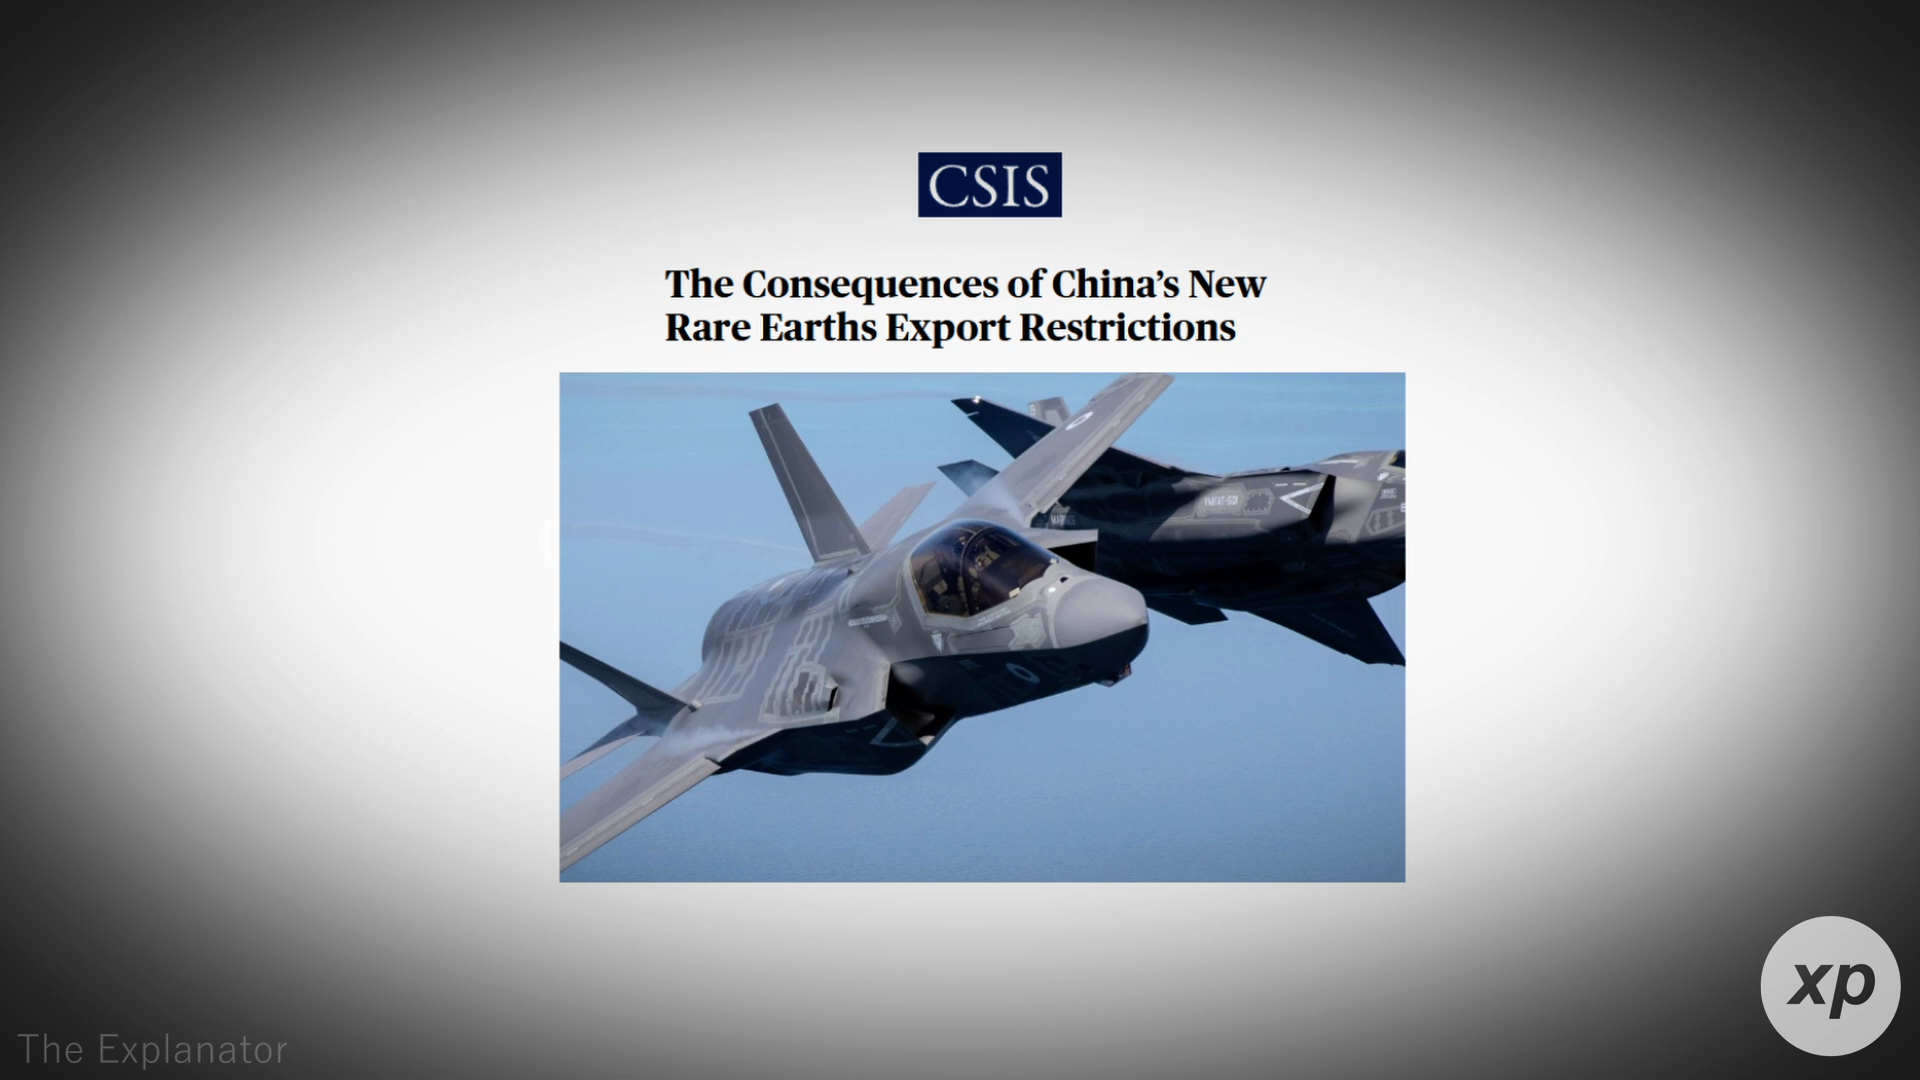 CSIS
The Consequences of China's New
Rare Earths Export Restrictions
The Explanator
xp